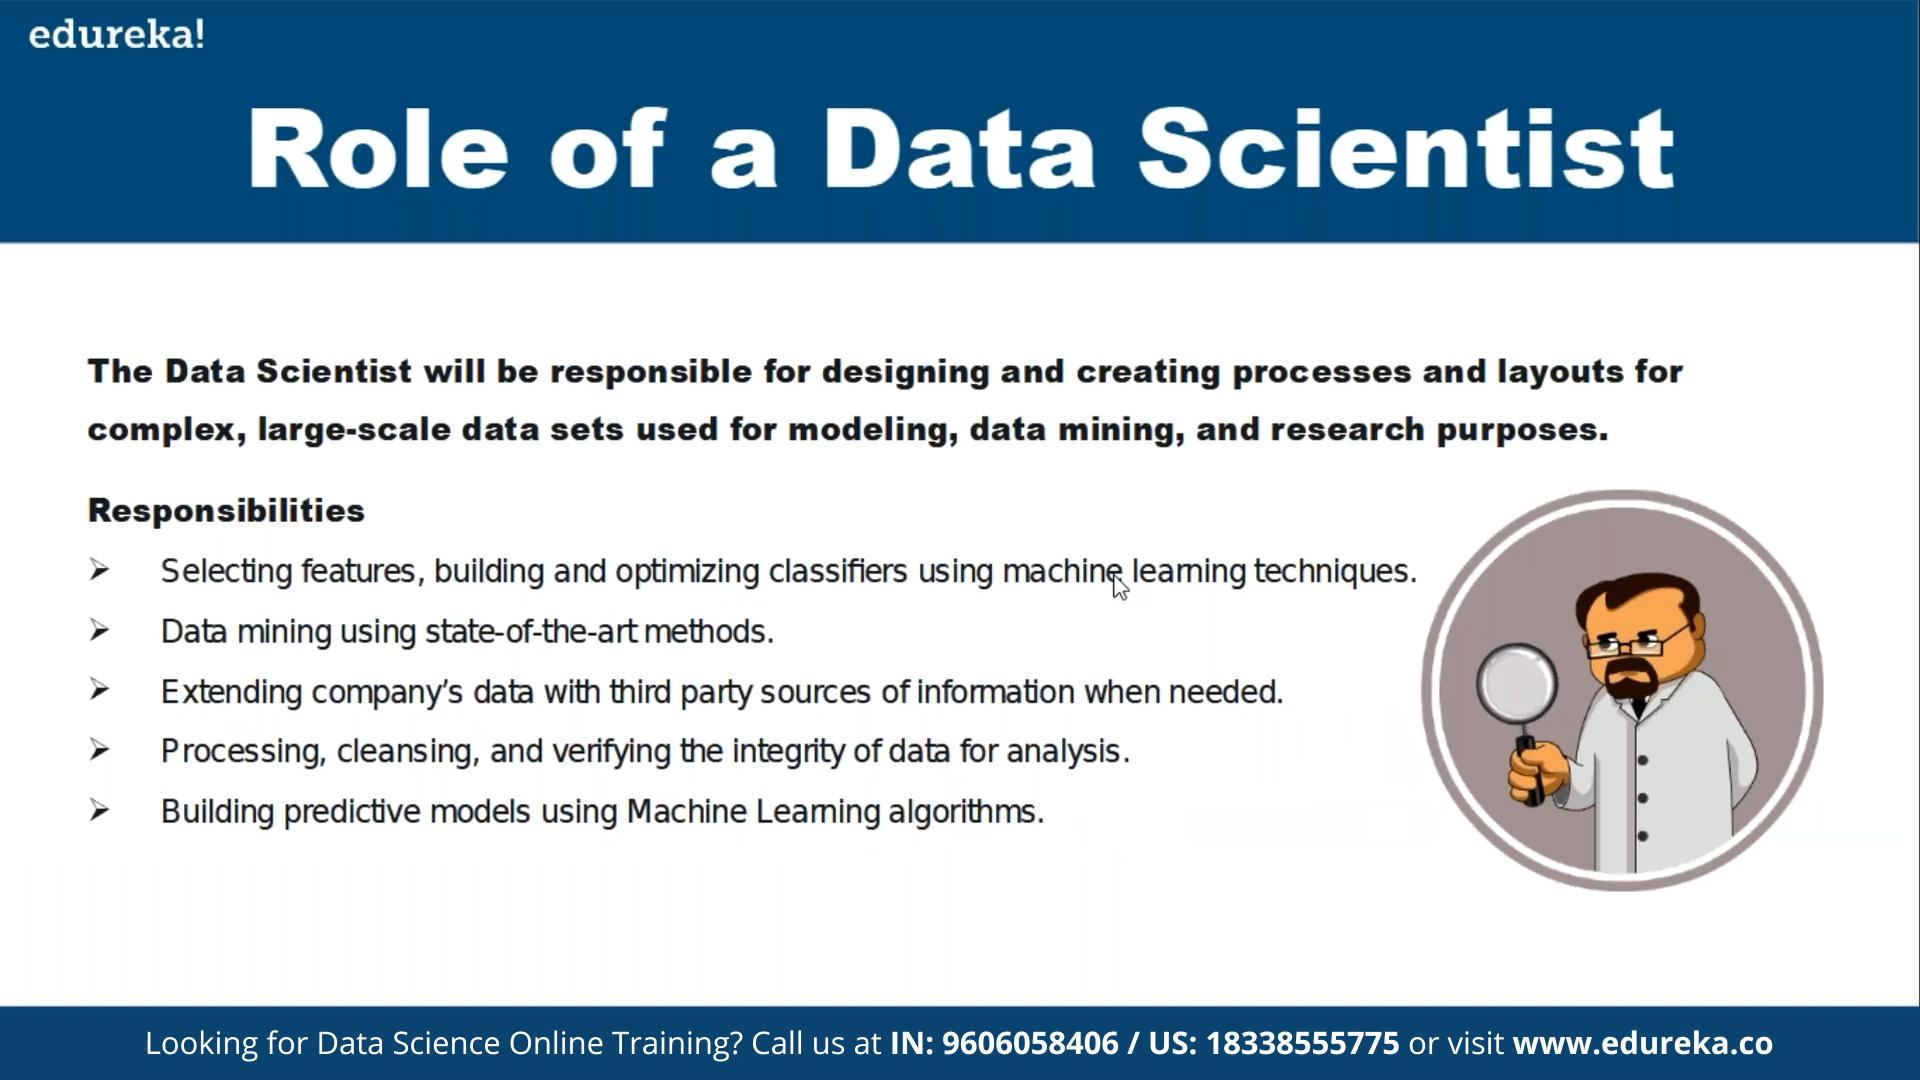 edureka!
Role of a Data Scientist
The Data Scientist will be responsible for designing and creating processes and layouts for
complex, large-scale data sets used for modeling, data mining, and research purposes.
Responsibilities
➢ Selecting features, building and optimizing classifiers using machine learning techniques.
➢ Data mining using state-of-the-art methods.
➢ Extending company’s data with third party sources of information when needed.
➢ Processing, cleansing, and verifying the integrity of data for analysis.
➢ Building predictive models using Machine Learning algorithms.
Looking for Data Science Online Training? Call us at IN: 9606058406 / US: 18338555775 or visit www.edureka.co